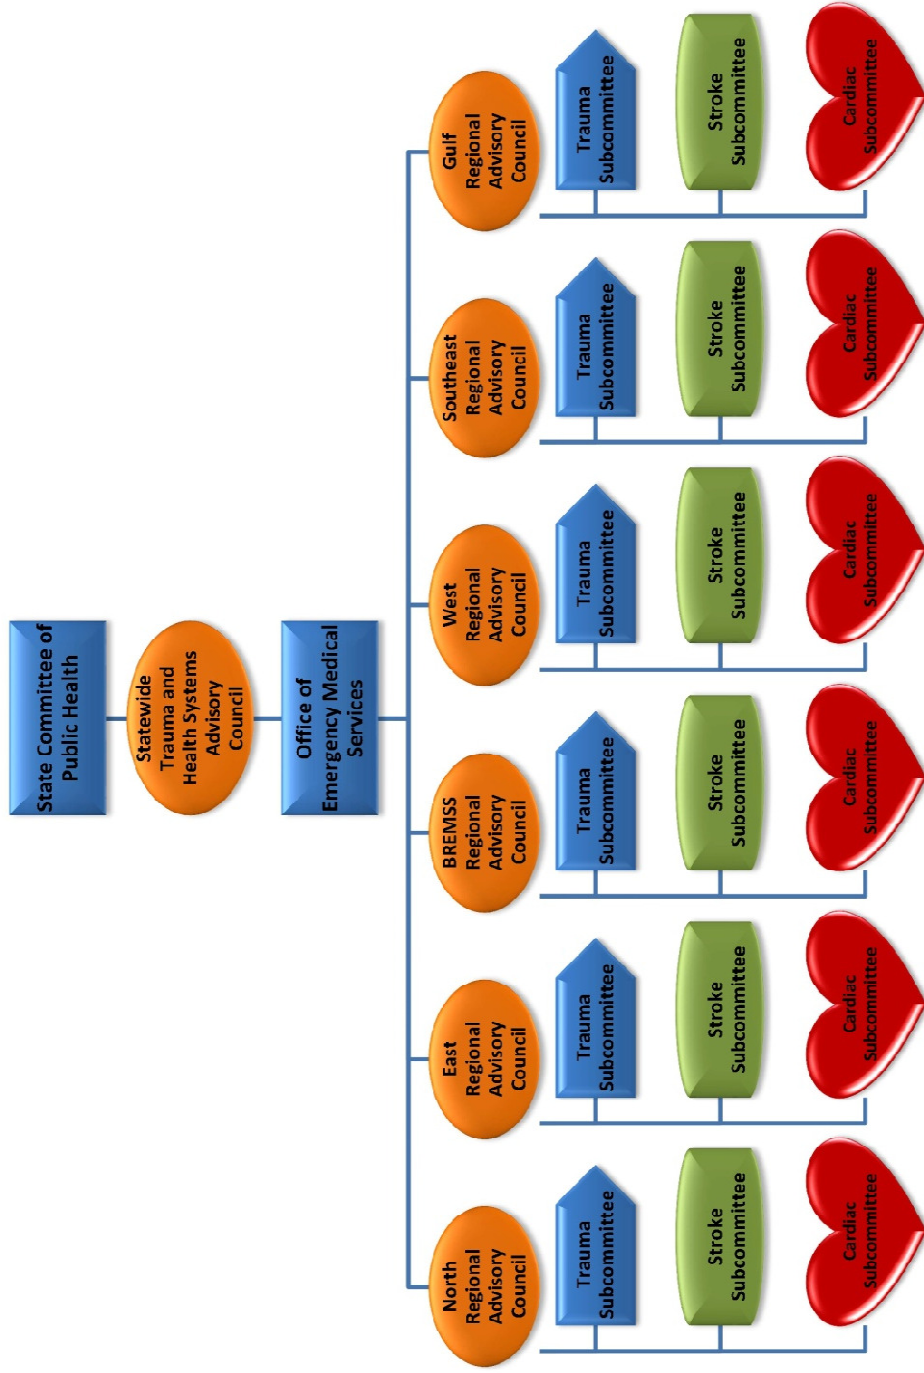 State Committee of
Public Health
Statewide
Trauma and
Health Systems
Advisory
Council
Office of
Emergency Medical
Services
North
Regional
Advisory
Council
East
Regional
Advisory
Council
BREMSS
Regional
Advisory
Council
West
Regional
Advisory
Council
Southeast
Regional
Advisory
Council
Gulf
Regional
Advisory
Council
Trauma
Subcommittee
Trauma
Subcommittee
Trauma
Subcommittee
Trauma
Subcommittee
Trauma
Subcommittee
Trauma
Subcommittee
Stroke
Subcommittee
Stroke
Subcommittee
Stroke
Subcommittee
Stroke
Subcommittee
Stroke
Subcommittee
Stroke
Subcommittee
Cardiac
Subcommittee
Cardiac
Subcommittee
Cardiac
Subcommittee
Cardiac
Subcommittee
Cardiac
Subcommittee
Cardiac
Subcommittee